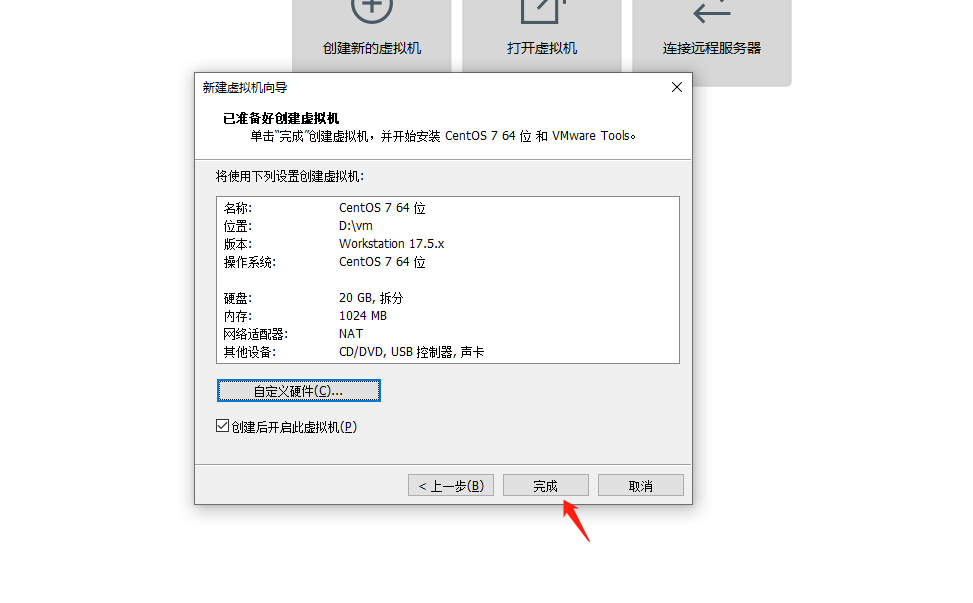 创建新的虚拟机
打开虚拟机
连接远程服务器
新建虚拟机向导
已准备好创建虚拟机
单击“完成”创建虚拟机，并开始安装 CentOS 7 64 位 和 VMware Tools。
将使用下列设置创建虚拟机:
名称: CentOS 7 64 位
位置: D:\vm
版本: Workstation 17.5.x
操作系统: CentOS 7 64 位
硬盘: 20 GB, 拆分
内存: 1024 MB
网络适配器: NAT
其他设备: CD/DVD, USB 控制器, 声卡
自定义硬件(C)...
创建后开启此虚拟机(P)
< 上一步(B) 完成 取消